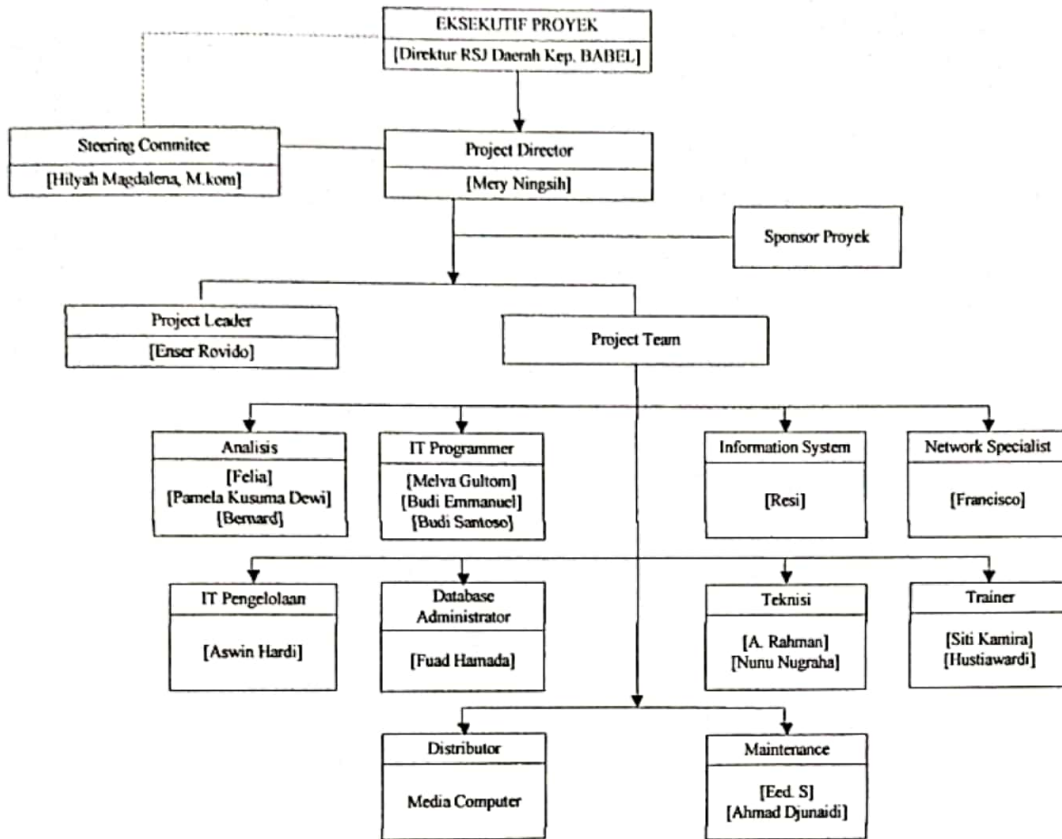 EKSEKUTIF PROYEK
[Direktur RSJ Daerah Kep. BABEL]
Steering Commitee
[Hilyah Magdalena, M.kom]
Project Director
[Mery Ningsih]
Sponsor Proyek
Project Leader
[Enser Rovido]
Project Team
Analisis
[Felia]
[Pamela Kusuma Dewi]
[Bernard]
IT Programmer
[Melva Gultom]
[Budi Emmanuel]
[Budi Santoso]
Information System
[Resi]
Network Specialist
[Francisco]
IT Pengelolaan
[Aswin Hardi]
Database
Administrator
[Fuad Hamada]
Teknisi
[A. Rahman]
[Nunu Nugraha]
Trainer
[Siti Kamira]
[Hustiawardi]
Distributor
Media Computer
Maintenance
[Eed. S]
[Ahmad Djunaidi]